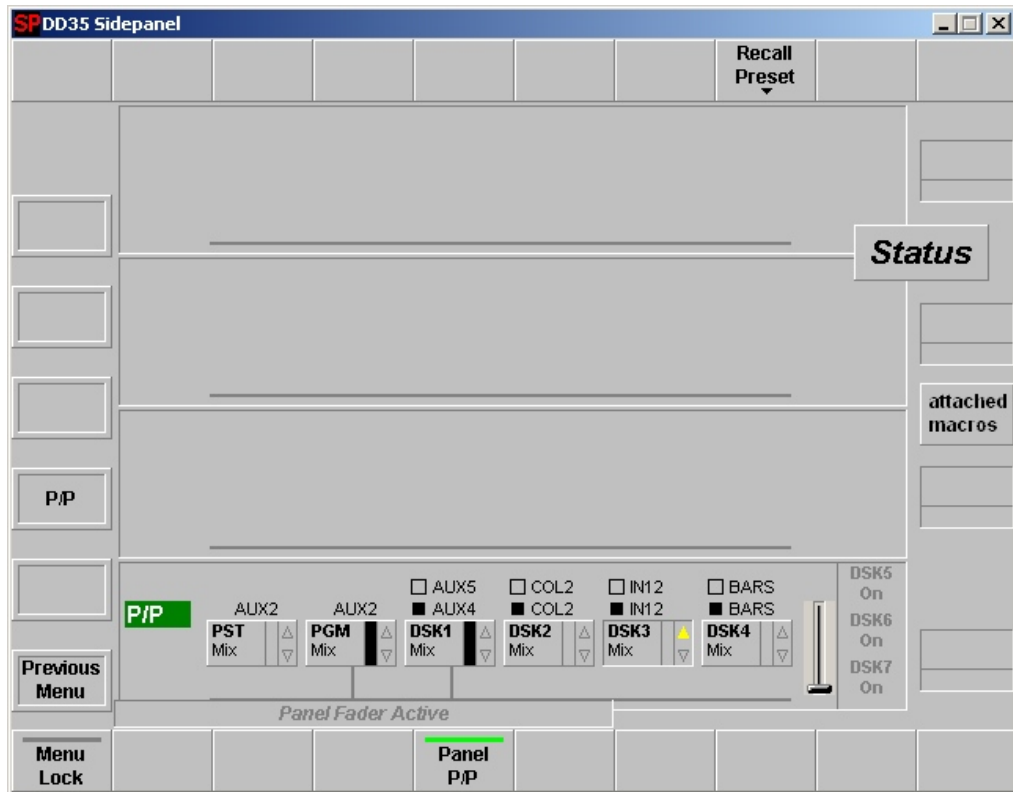 SP DD35 Sidepanel
Recall
Preset
Status
attached
macros
P/P
AUX5 COL2 IN12 BARS
AUX2 AUX2 AUX4 COL2 IN12 BARS
P/P
PST PGM DSK1 DSK2 DSK3 DSK4
Mix Mix Mix Mix Mix Mix
DSK5
On
DSK6
On
DSK7
On
Previous
Menu
Panel Fader Active
Menu
Lock
Panel
P/P